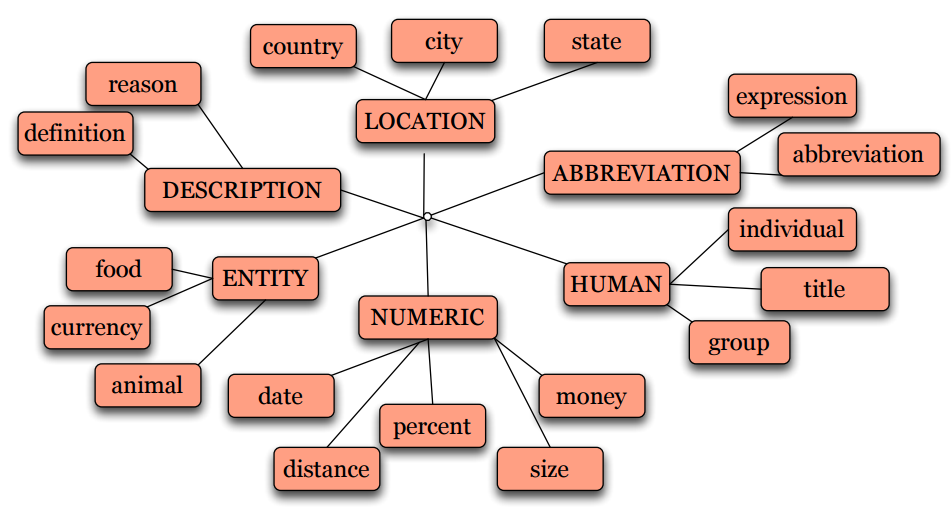 country
city
state
reason
expression
definition
LOCATION
abbreviation
DESCRIPTION
ABBREVIATION
individual
food
ENTITY
HUMAN
title
currency
NUMERIC
group
animal
date
money
percent
distance
size